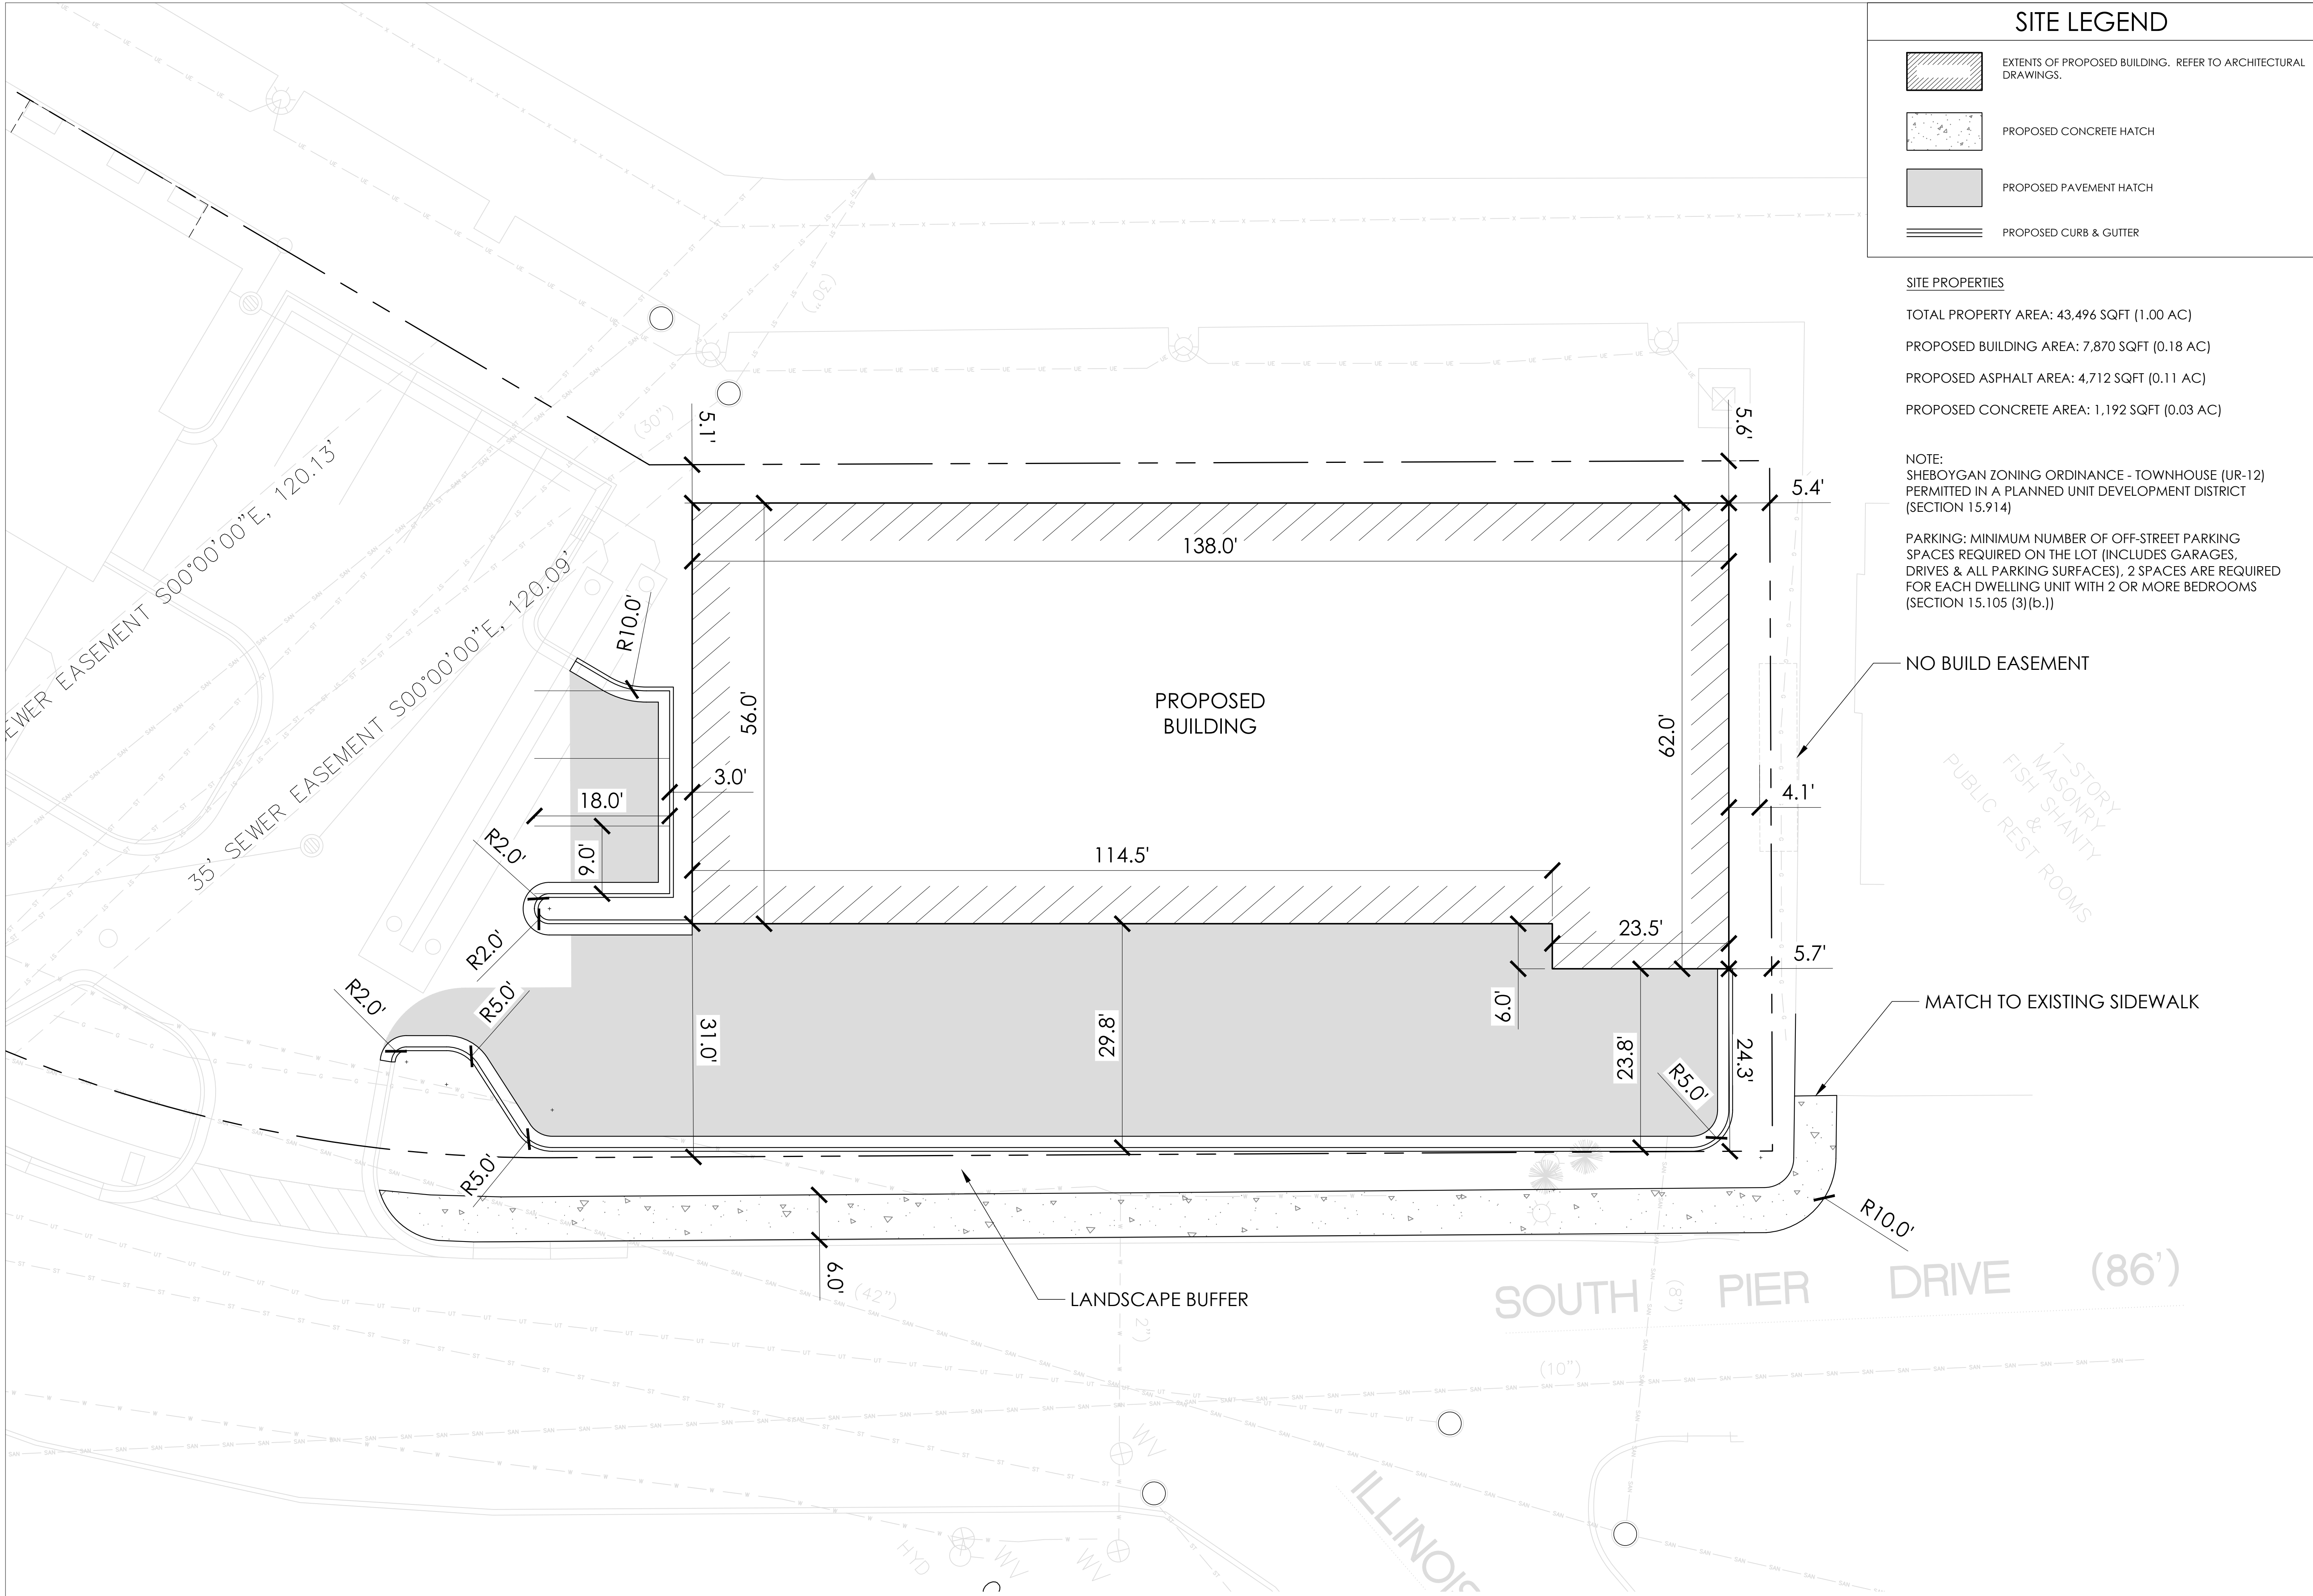 SITE LEGEND
EXTENTS OF PROPOSED BUILDING.  REFER TO ARCHITECTURAL
DRAWINGS.
PROPOSED CONCRETE HATCH
PROPOSED PAVEMENT HATCH
PROPOSED CURB & GUTTER
SITE PROPERTIES
TOTAL PROPERTY AREA: 43,496 SQFT (1.00 AC)
PROPOSED BUILDING AREA: 7,870 SQFT (0.18 AC)
PROPOSED ASPHALT AREA: 4,712 SQFT (0.11 AC)
PROPOSED CONCRETE AREA: 1,192 SQFT (0.03 AC)
NOTE:
SHEBOYGAN ZONING ORDINANCE - TOWNHOUSE (UR-12)
PERMITTED IN A PLANNED UNIT DEVELOPMENT DISTRICT
(SECTION 15.914)
PARKING: MINIMUM NUMBER OF OFF-STREET PARKING
SPACES REQUIRED ON THE LOT (INCLUDES GARAGES,
DRIVES & ALL PARKING SURFACES), 2 SPACES ARE REQUIRED
FOR EACH DWELLING UNIT WITH 2 OR MORE BEDROOMS
(SECTION 15.105 (3)(b.))
NO BUILD EASEMENT
MATCH TO EXISTING SIDEWALK
1-STORY
MASONRY
FISH SHANTY
&
PUBLIC REST ROOMS
(30")
(30")
5.1'
5.6'
5.4'
138.0'
SEWER EASEMENT S00°00'00"E, 120.13'
35' SEWER EASEMENT S00°00'00"E, 120.09'
R10.0'
56.0'
PROPOSED
BUILDING
62.0'
3.0'
18.0'
9.0'
4.1'
R2.0'
114.5'
23.5'
R2.0'
5.7'
R2.0'
R5.0'
6.0'
31.0'
29.8'
23.8'
24.3'
R5.0'
R5.0'
R10.0'
6.0'
LANDSCAPE BUFFER
(42")
(8")
SOUTH PIER DRIVE (86')
(10")
WV
HYD
WV
WV
ILLINOIS